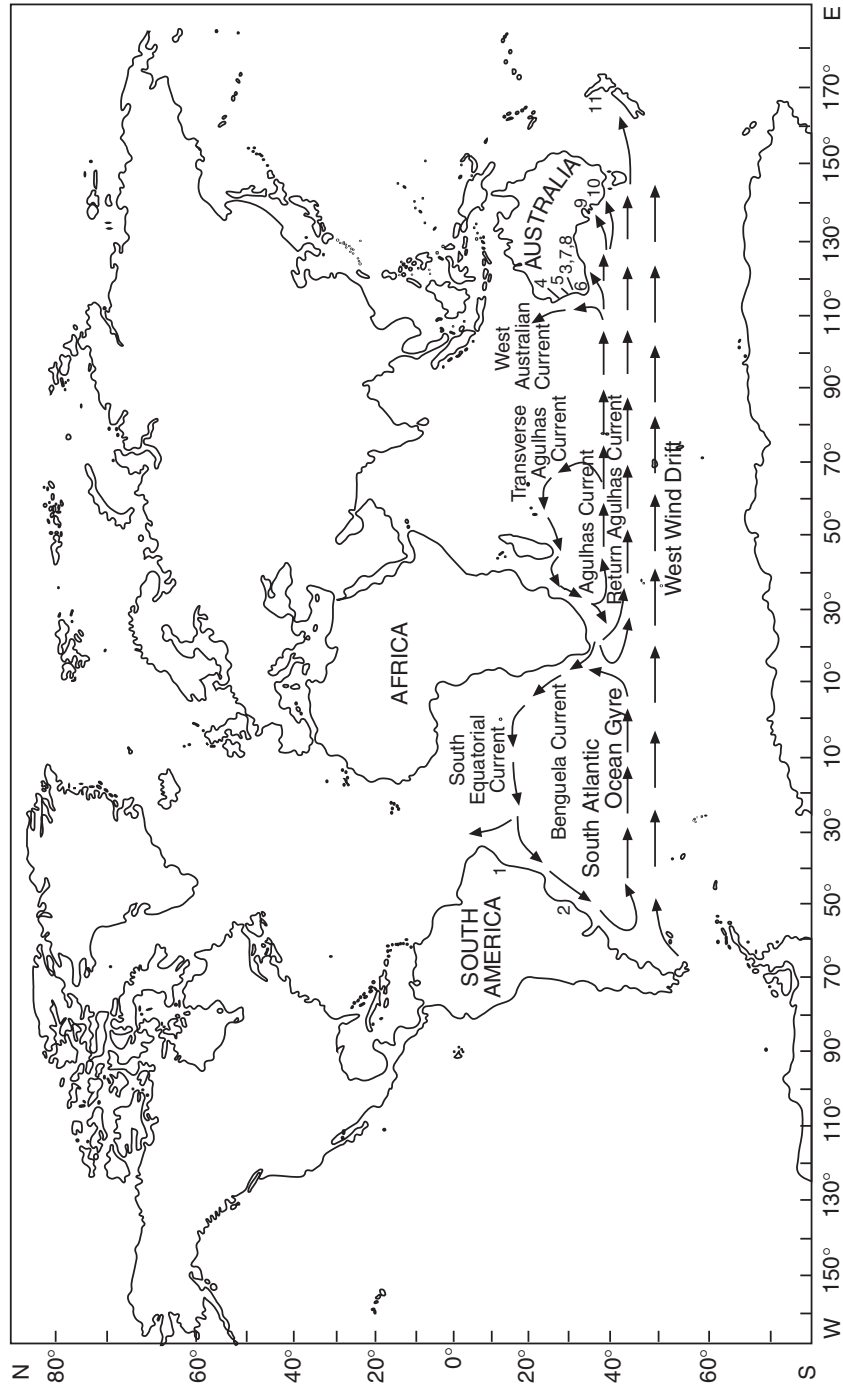 N
80°
60°
40°
20°
0°
20°
40°
60°
S
W
150°
130°
110°
90°
70°
50°
30°
10°
10°
30°
50°
70°
90°
110°
130°
150°
170°
E
SOUTH
AMERICA
1
2
AFRICA
South
Equatorial
Current
Benguela Current
South Atlantic
Ocean Gyre
Transverse
Agulhas
Current
Agulhas Current
Return Agulhas Current
West Wind Drift
West
Australian
Current
AUSTRALIA
4
5
3,7,8
6
9
10
11